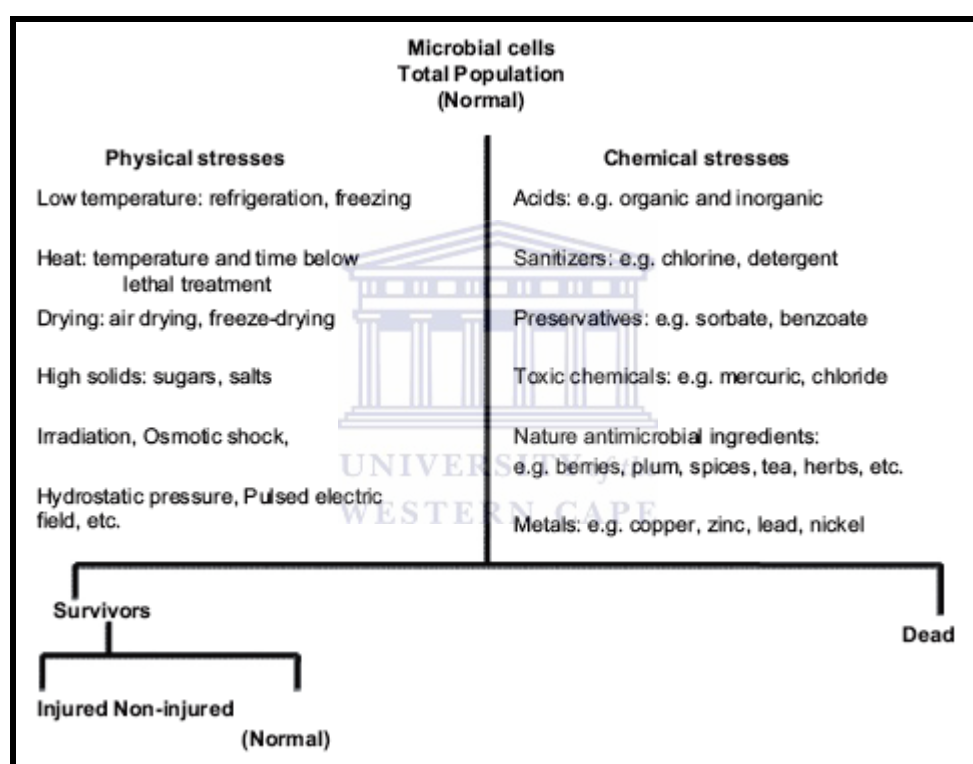 Microbial cells
Total Population
(Normal)
Physical stresses
Low temperature: refrigeration, freezing
Heat: temperature and time below
lethal treatment
Drying: air drying, freeze-drying
High solids: sugars, salts
Irradiation, Osmotic shock,
Hydrostatic pressure, Pulsed electric
field, etc.
Chemical stresses
Acids: e.g. organic and inorganic
Sanitizers: e.g. chlorine, detergent
Preservatives: e.g. sorbate, benzoate
Toxic chemicals: e.g. mercuric, chloride
Nature antimicrobial ingredients:
e.g. berries, plum, spices, tea, herbs, etc.
Metals: e.g. copper, zinc, lead, nickel
UNIVERSITY of the
WESTERN CAPE
Survivors
Dead
Injured Non-injured
(Normal)